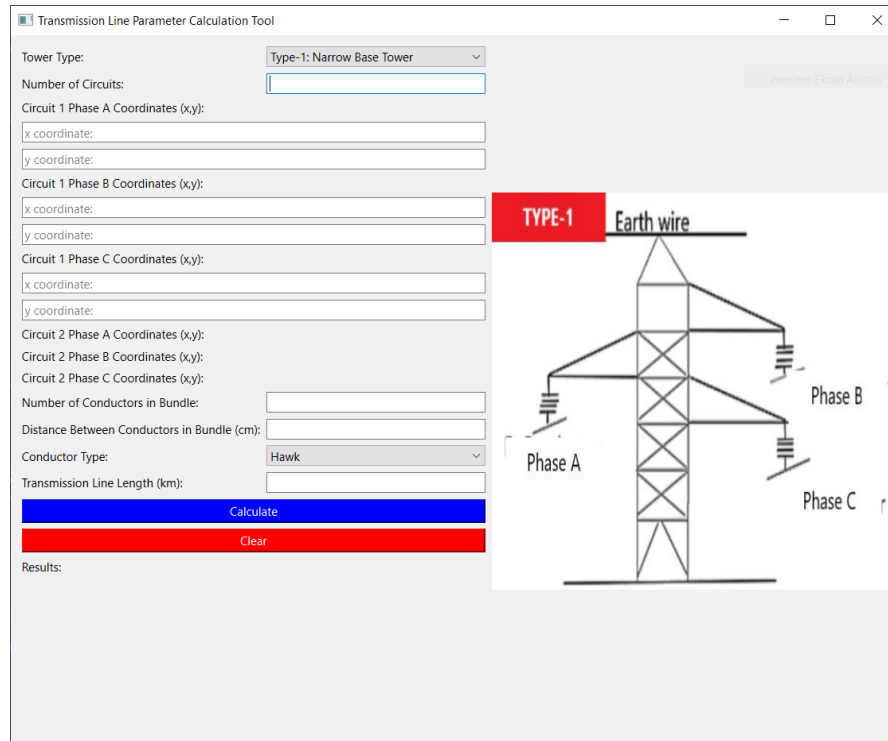 Transmission Line Parameter Calculation Tool
Tower Type:
Type-1: Narrow Base Tower
Number of Circuits:
Pencere Ekran Alıntısı
Circuit 1 Phase A Coordinates (x,y):
x coordinate:
y coordinate:
Circuit 1 Phase B Coordinates (x,y):
x coordinate:
y coordinate:
Circuit 1 Phase C Coordinates (x,y):
x coordinate:
y coordinate:
Circuit 2 Phase A Coordinates (x,y):
Circuit 2 Phase B Coordinates (x,y):
Circuit 2 Phase C Coordinates (x,y):
Number of Conductors in Bundle:
Distance Between Conductors in Bundle (cm):
Conductor Type:
Hawk
Transmission Line Length (km):
Calculate
Clear
Results:
TYPE-1
Earth wire
Phase B
Phase A
Phase C